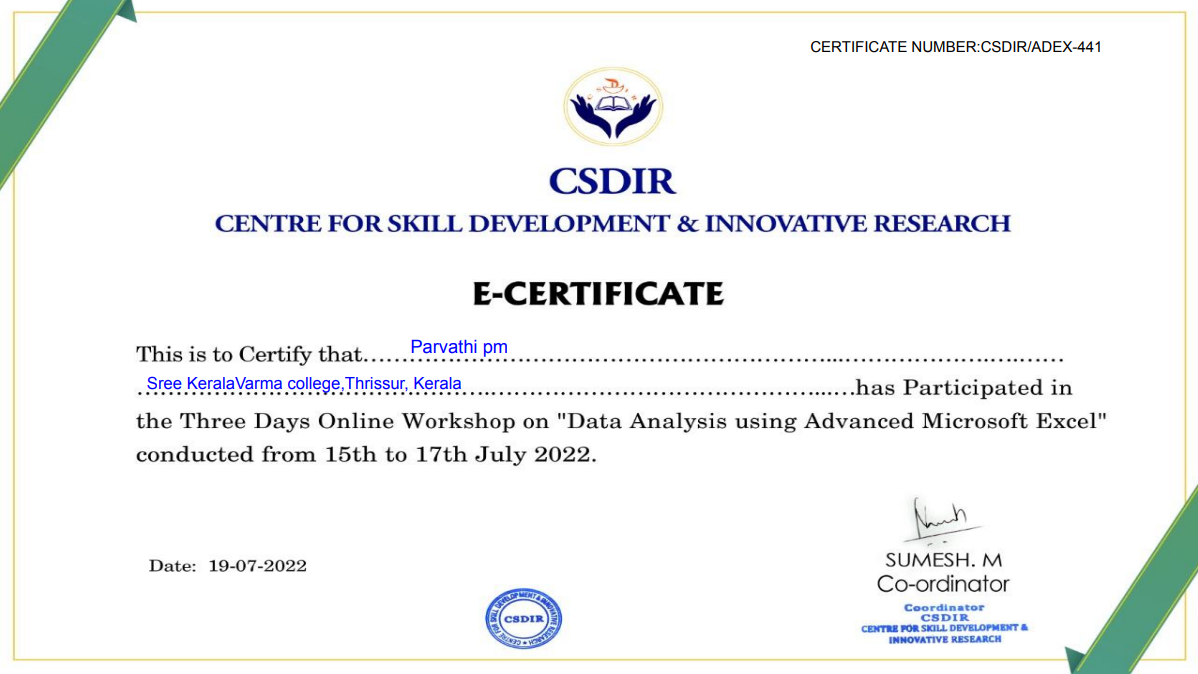 CERTIFICATE NUMBER:CSDIR/ADEX-441
C S D I R
CSDIR
CENTRE FOR SKILL DEVELOPMENT & INNOVATIVE RESEARCH
E-CERTIFICATE
This is to Certify that……Parvathi pm……………………………………………………
Sree KeralaVarma college,Thrissur, Kerala……………………………………has Participated in
the Three Days Online Workshop on "Data Analysis using Advanced Microsoft Excel"
conducted from 15th to 17th July 2022.
Date: 19-07-2022
SUMESH. M
Co-ordinator
Coordinator
CSDIR
CENTRE FOR SKILL DEVELOPMENT &
INNOVATIVE RESEARCH
CENTRE FOR SKILL DEVELOPMENT & INNOVATIVE RESEARCH
CSDIR